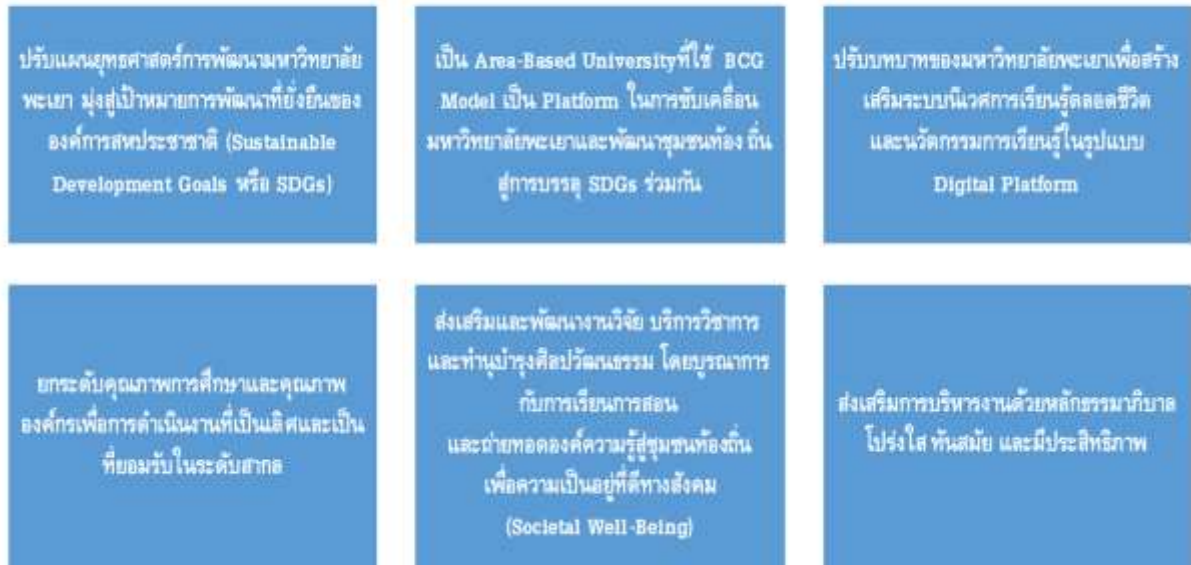 ปรับแผนยุทธศาสตร์การพัฒนามหาวิทยาลัย
พะเยา มุ่งสู่เป้าหมายการพัฒนาที่ยั่งยืนของ
องค์การสหประชาชาติ (Sustainable
Development Goals หรือ SDGs)
เป็น Area-Based Universityที่ใช้ BCG
Model เป็น Platform ในการขับเคลื่อน
มหาวิทยาลัยพะเยาและพัฒนาชุมชนท้อง ถิ่น
สู่การบรรลุ SDGs ร่วมกัน
ปรับบทบาทของมหาวิทยาลัยพะเยาเพื่อสร้าง
เสริมระบบนิเวศการเรียนรู้ตลอดชีวิต
และนวัตกรรมการเรียนรู้ในรูปแบบ
Digital Platform
ยกระดับคุณภาพการศึกษาและคุณภาพ
องค์กรเพื่อการดำเนินงานที่เป็นเลิศและเป็น
ที่ยอมรับในระดับสากล
ส่งเสริมและพัฒนางานวิจัย บริการวิชาการ
และทำนุบำรุงศิลปวัฒนธรรม โดยบูรณาการ
กับการเรียนการสอน
และถ่ายทอดองค์ความรู้สู่ชุมชนท้องถิ่น
เพื่อความเป็นอยู่ที่ดีทางสังคม
(Societal Well-Being)
ส่งเสริมการบริหารงานด้วยหลักธรรมาภิบาล
โปร่งใส ทันสมัย และมีประสิทธิภาพ